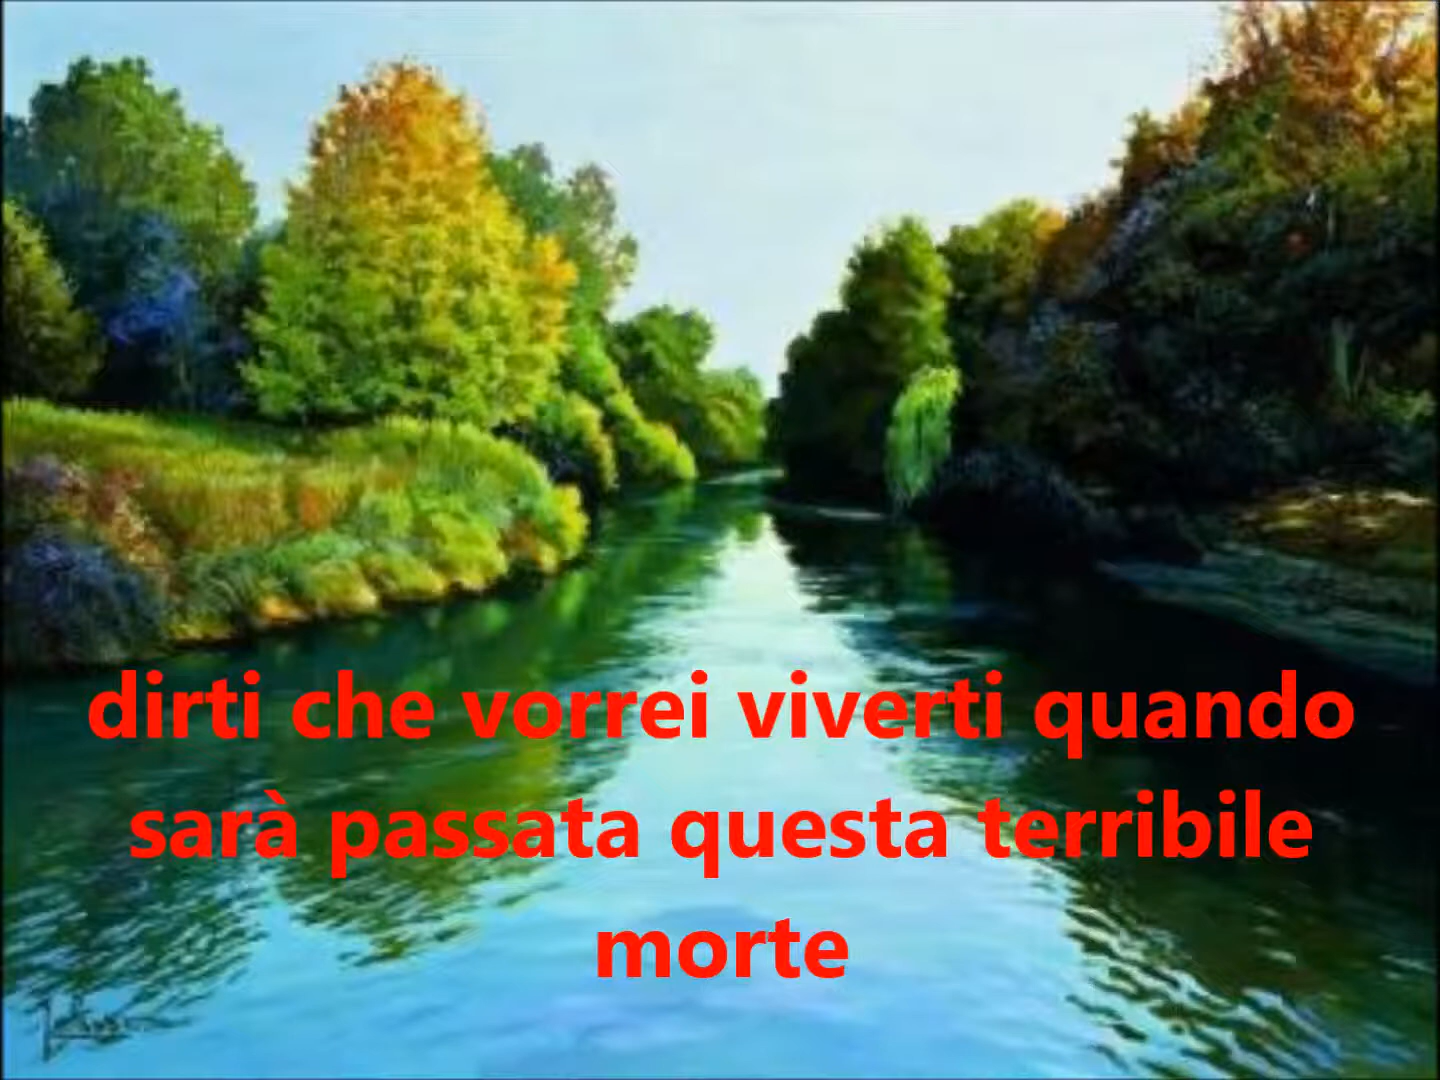 dirti che vorrei viverti quando
sarà passata questa terribile
morte